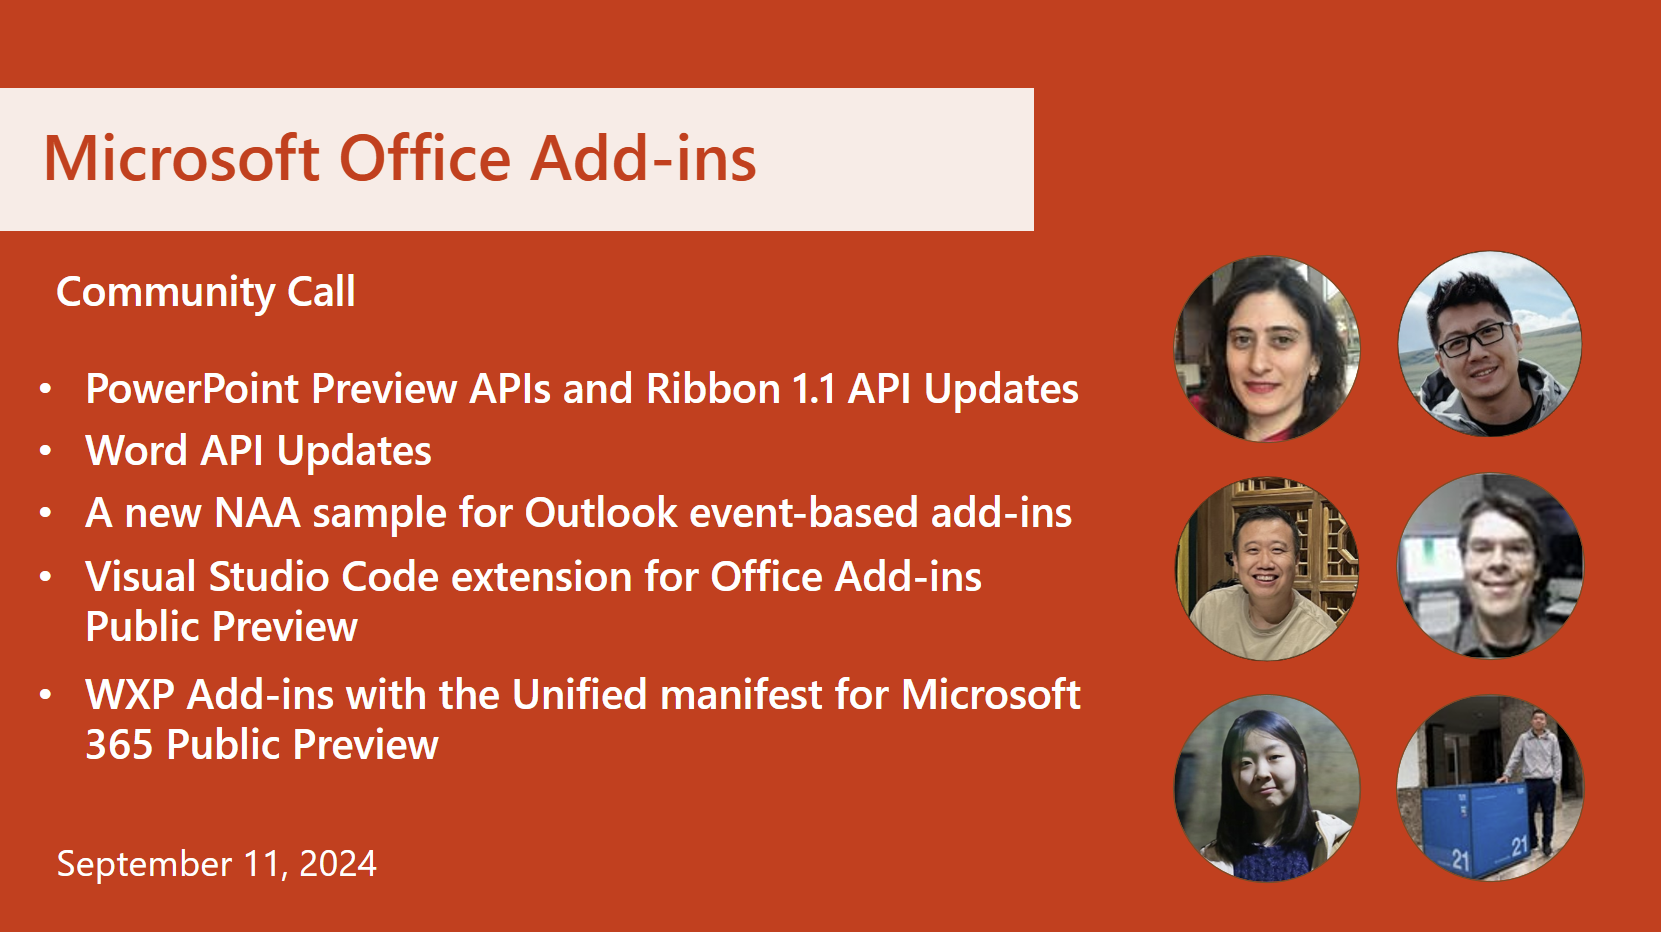 Microsoft Office Add-ins
Community Call
• PowerPoint Preview APIs and Ribbon 1.1 API Updates
• Word API Updates
• A new NAA sample for Outlook event-based add-ins
• Visual Studio Code extension for Office Add-ins
Public Preview
• WXP Add-ins with the Unified manifest for Microsoft
365 Public Preview
September 11, 2024
21
21